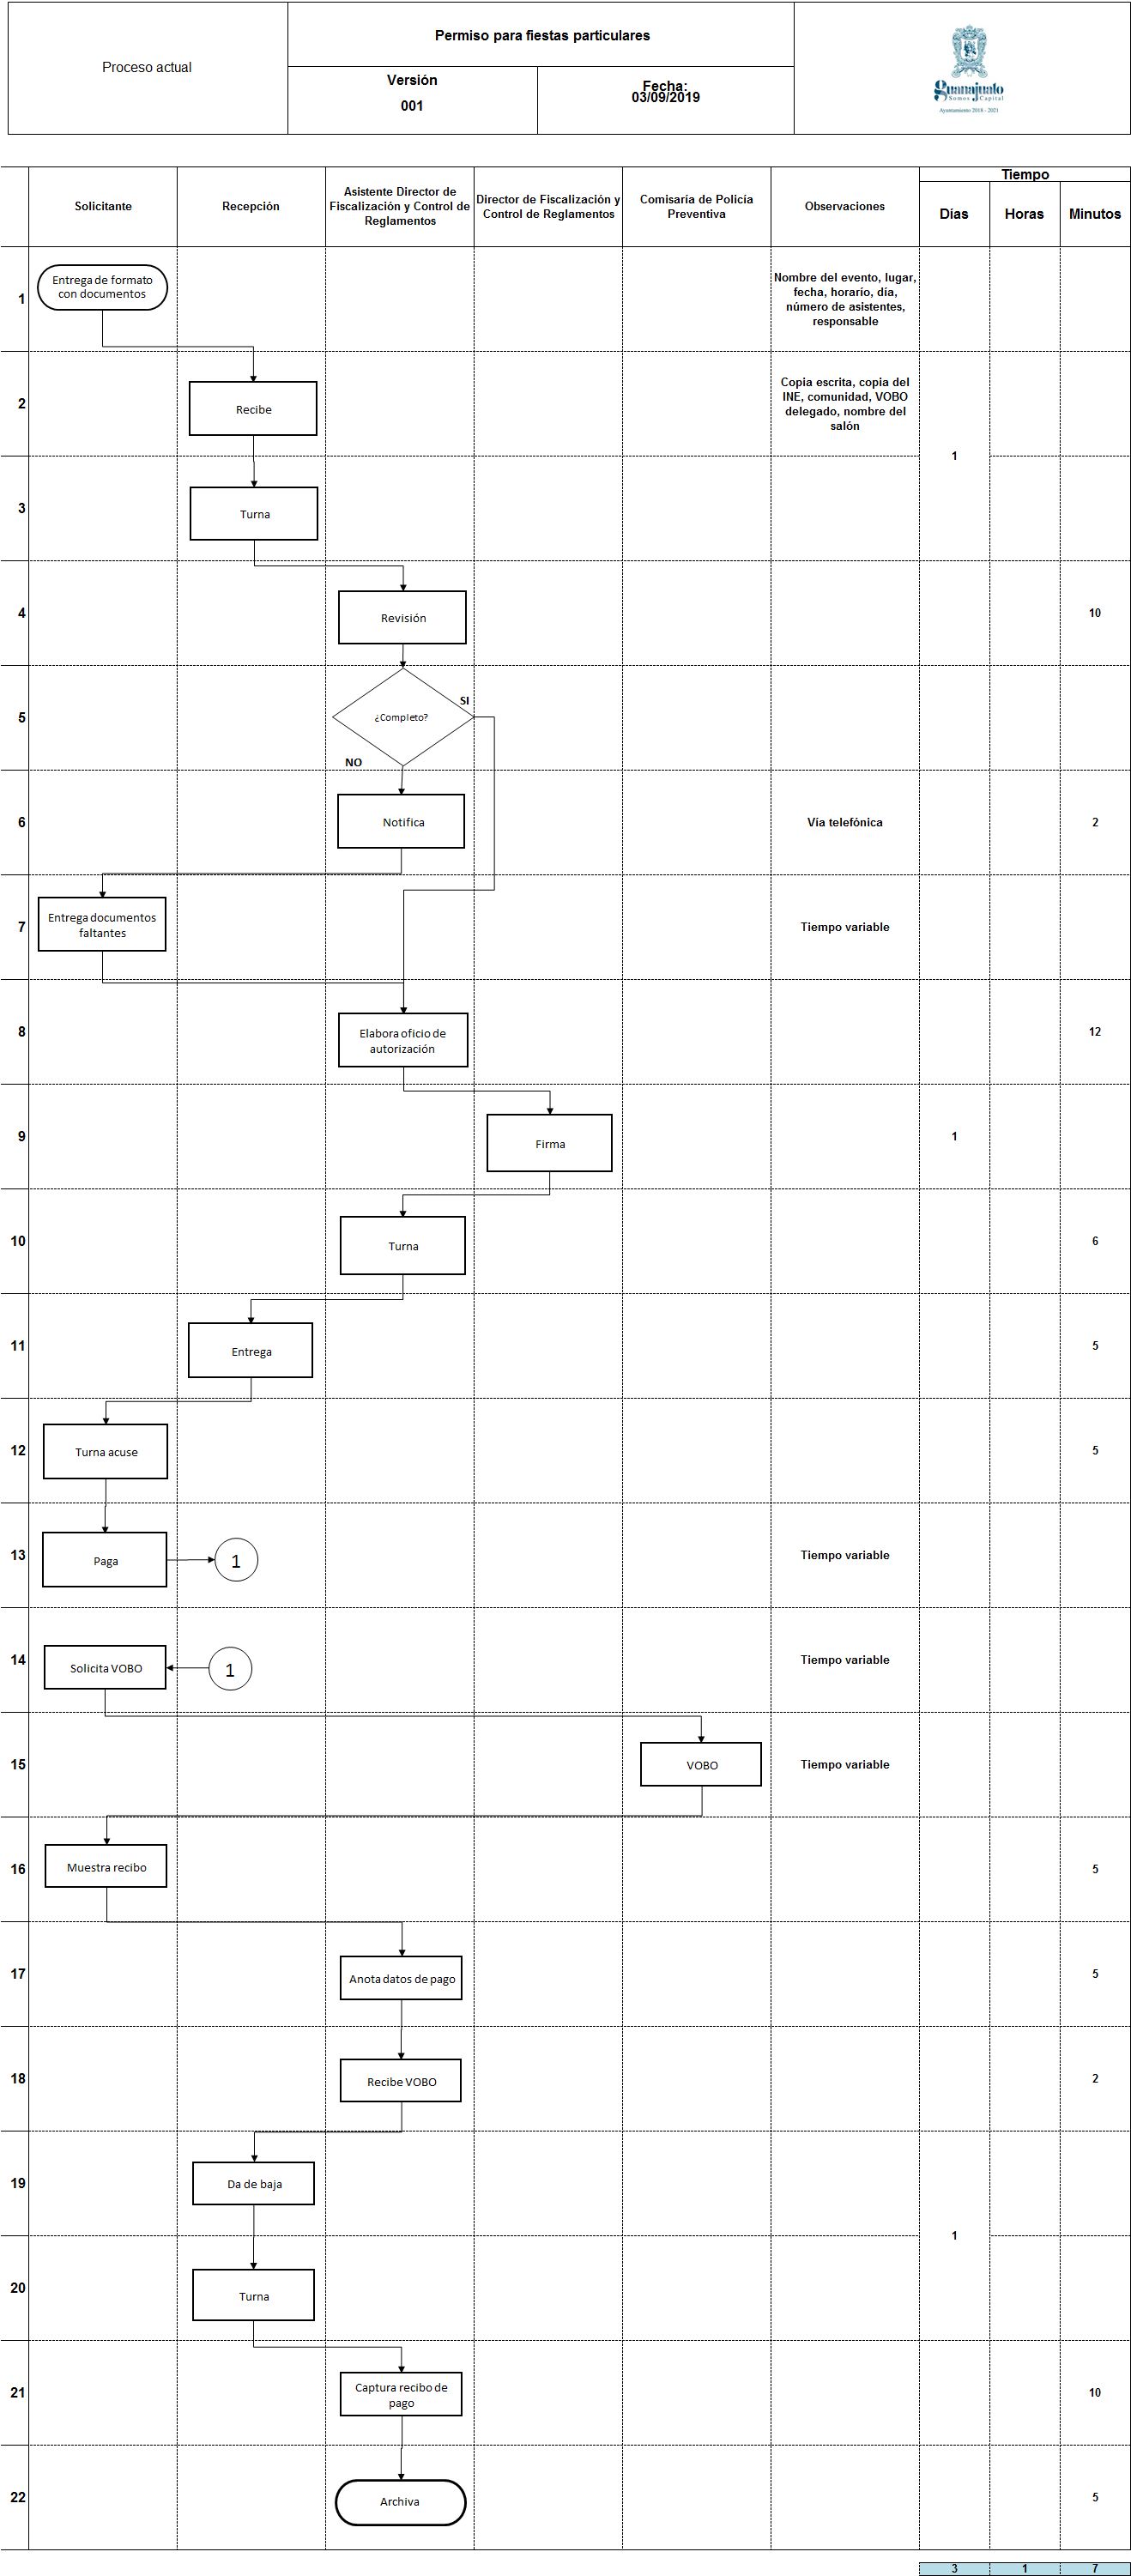 Proceso actual
Permiso para fiestas particulares
Versión
001
Fecha:
03/09/2019
Guanajuato
Somos Capital
Ayuntamiento 2018 - 2021
Solicitante
Recepción
Asistente Director de
Fiscalización y Control de
Reglamentos
Director de Fiscalización y
Control de Reglamentos
Comisaría de Policía
Preventiva
Observaciones
Tiempo
Días
Horas
Minutos
1
Entrega de formato
con documentos
Nombre del evento, lugar,
fecha, horario, día,
número de asistentes,
responsable
2
Recibe
Copia escrita, copia del
INE, comunidad, VOBO
delegado, nombre del
salón
1
3
Turna
4
Revisión
10
5
¿Completo?
SI
NO
6
Notifica
Vía telefónica
2
7
Entrega documentos
faltantes
Tiempo variable
8
Elabora oficio de
autorización
12
9
Firma
1
10
Turna
6
11
Entrega
5
12
Turna acuse
5
13
Paga
1
Tiempo variable
14
Solicita VOBO
1
Tiempo variable
15
VOBO
Tiempo variable
16
Muestra recibo
5
17
Anota datos de pago
5
18
Recibe VOBO
2
19
Da de baja
1
20
Turna
21
Captura recibo de
pago
10
22
Archiva
5
3
1
7